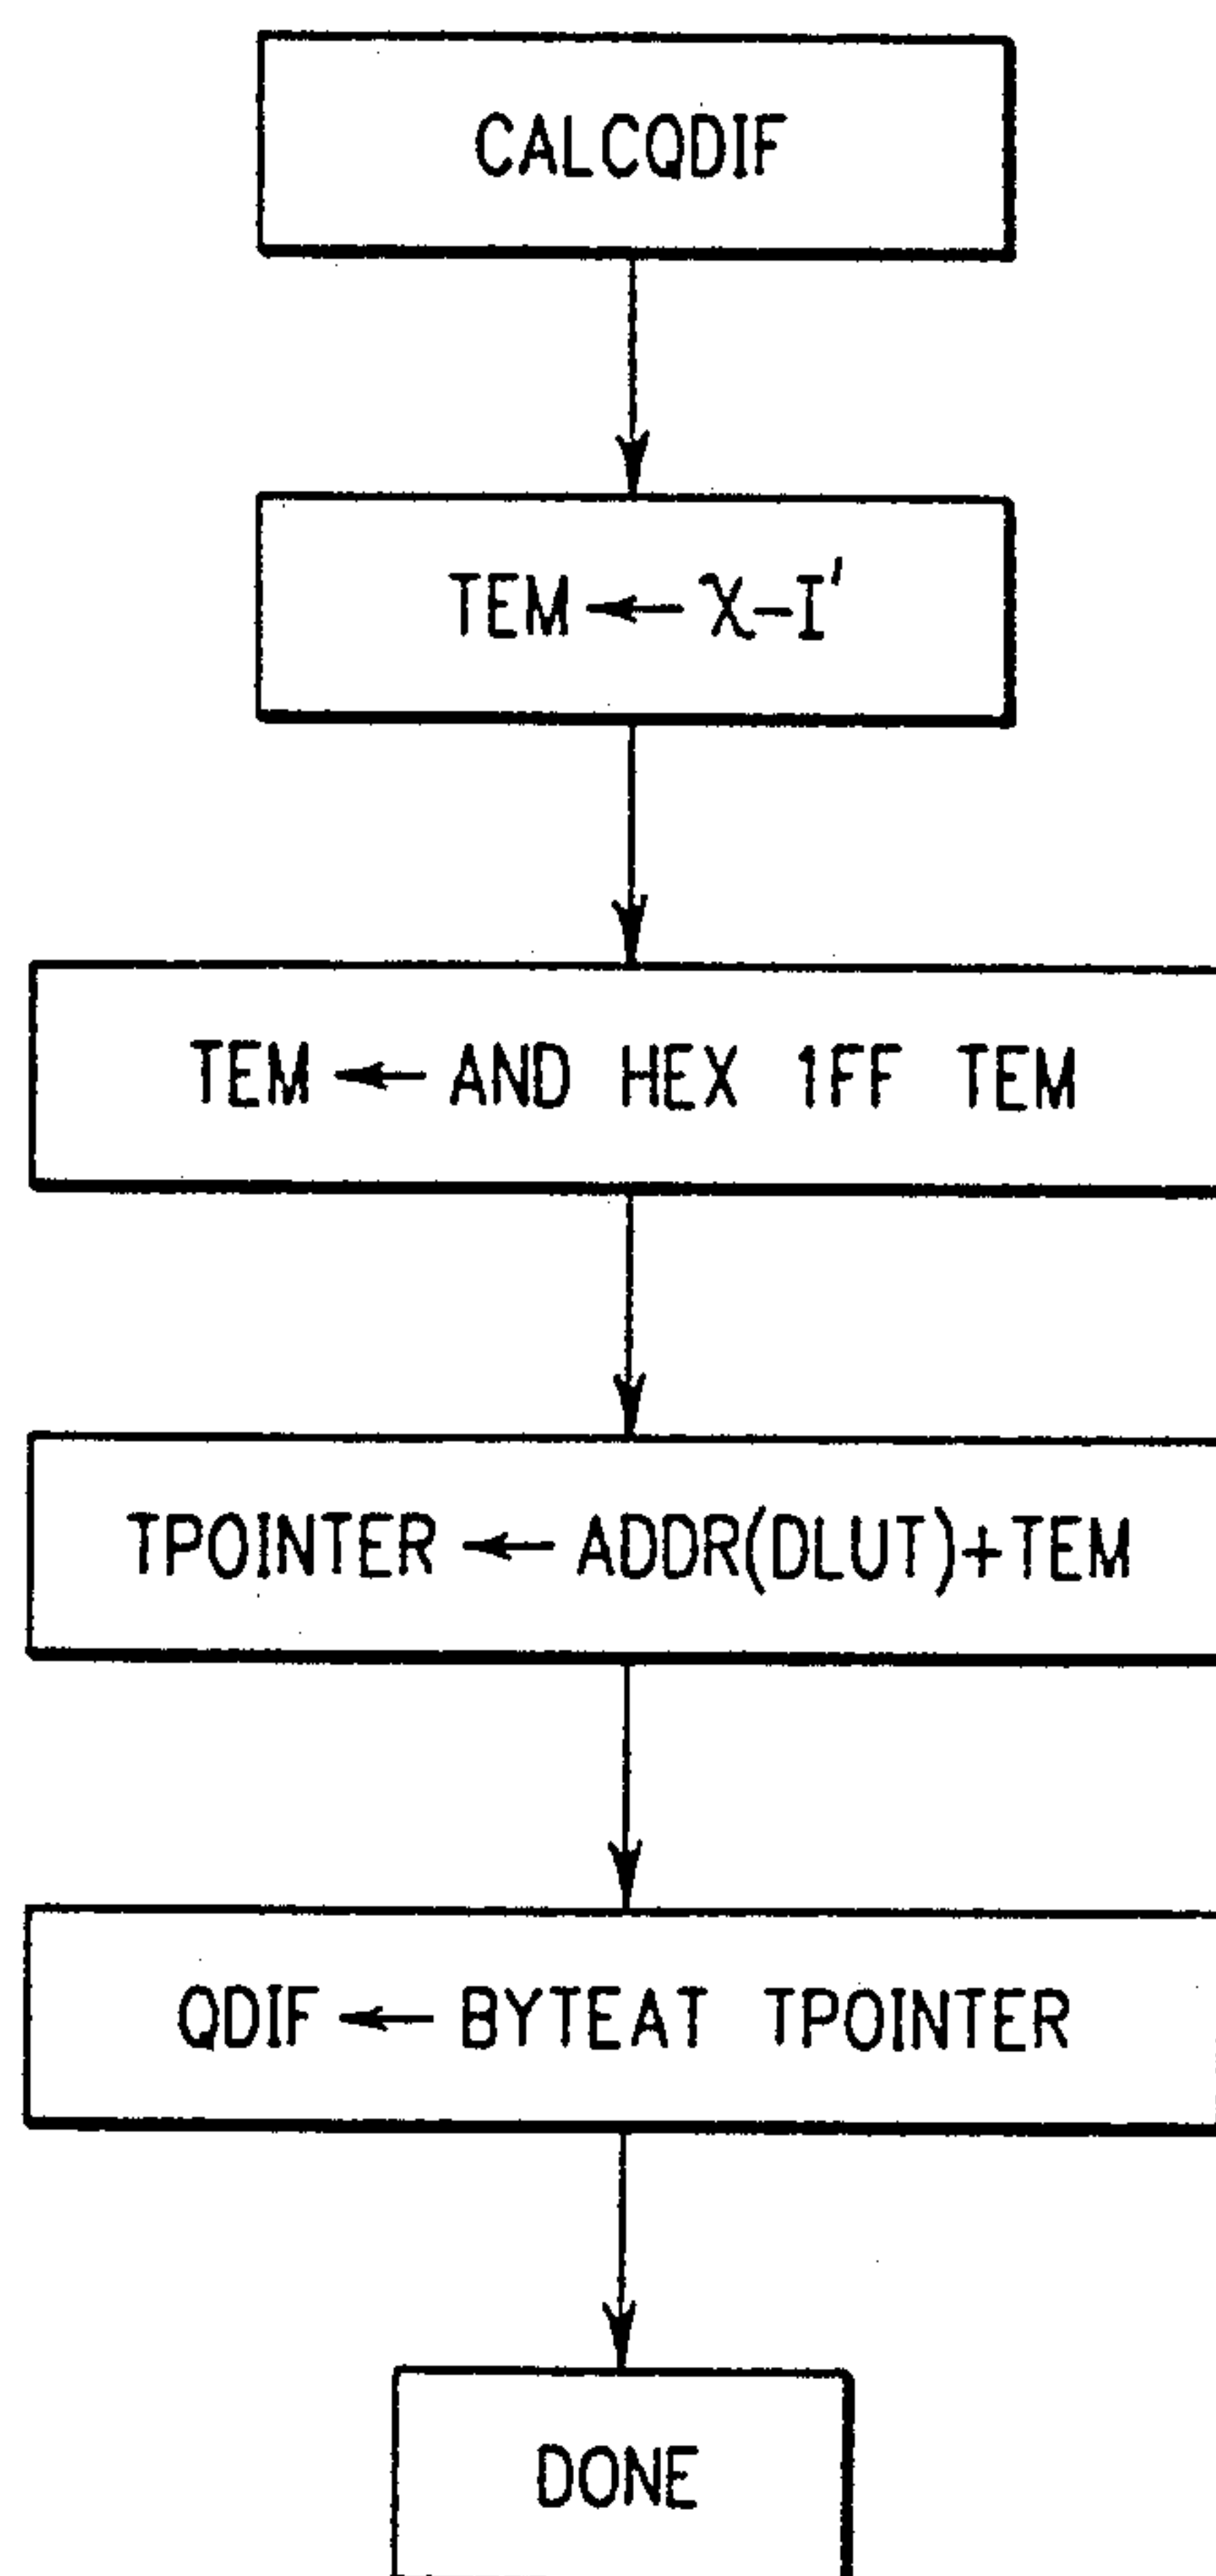 CALCQDIF
TEM ← X-I'
TEM ← AND HEX 1FF TEM
TPOINTER ← ADDR(DLUT)+TEM
QDIF ← BYTEAT TPOINTER
DONE